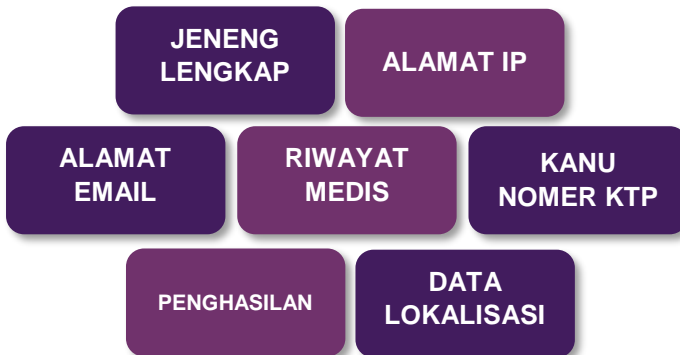 JENENG
LENGKAP
ALAMAT IP
ALAMAT
EMAIL
RIWAYAT
MEDIS
KANU
NOMER KTP
PENGHASILAN
DATA
LOKALISASI